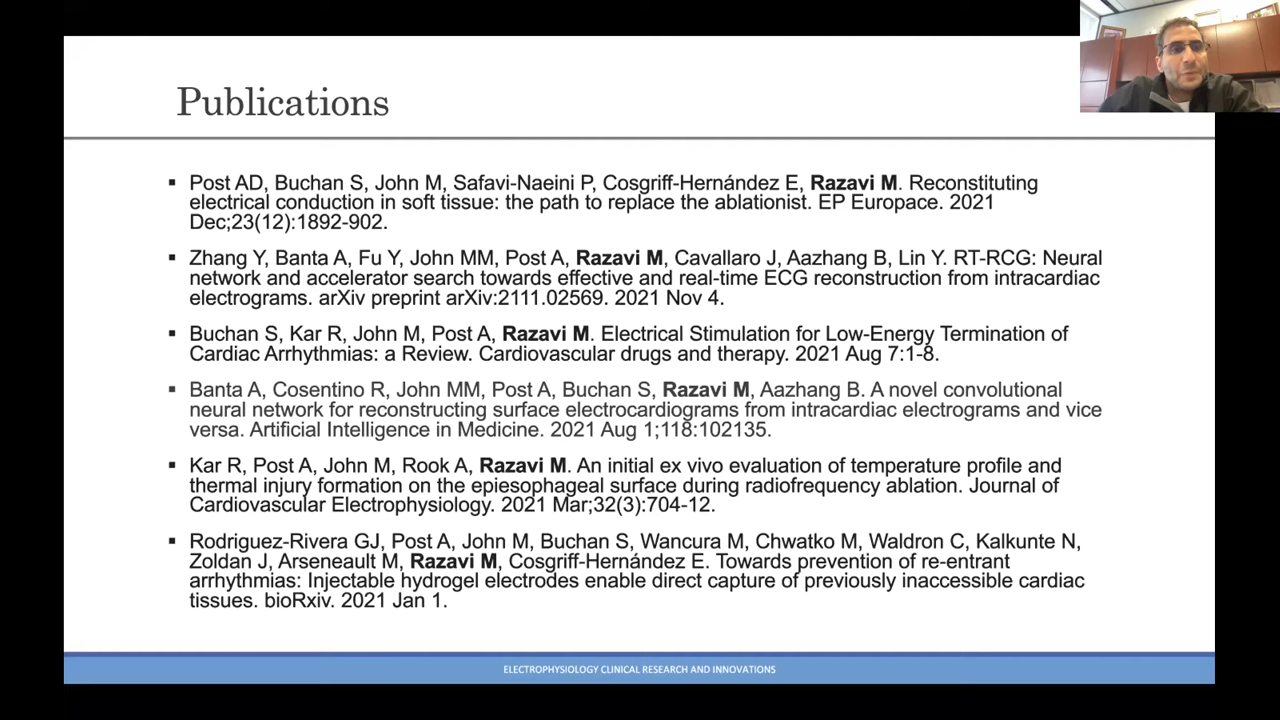 Publications
▪ Post AD, Buchan S, John M, Safavi-Naeini P, Cosgriff-Hernández E, Razavi M. Reconstituting
electrical conduction in soft tissue: the path to replace the ablationist. EP Europace. 2021
Dec;23(12):1892-902.
▪ Zhang Y, Banta A, Fu Y, John MM, Post A, Razavi M, Cavallaro J, Aazhang B, Lin Y. RT-RCG: Neural
network and accelerator search towards effective and real-time ECG reconstruction from intracardiac
electrograms. arXiv preprint arXiv:2111.02569. 2021 Nov 4.
▪ Buchan S, Kar R, John M, Post A, Razavi M. Electrical Stimulation for Low-Energy Termination of
Cardiac Arrhythmias: a Review. Cardiovascular drugs and therapy. 2021 Aug 7:1-8.
▪ Banta A, Cosentino R, John MM, Post A, Buchan S, Razavi M, Aazhang B. A novel convolutional
neural network for reconstructing surface electrocardiograms from intracardiac electrograms and vice
versa. Artificial Intelligence in Medicine. 2021 Aug 1;118:102135.
▪ Kar R, Post A, John M, Rook A, Razavi M. An initial ex vivo evaluation of temperature profile and
thermal injury formation on the epiesophageal surface during radiofrequency ablation. Journal of
Cardiovascular Electrophysiology. 2021 Mar;32(3):704-12.
▪ Rodriguez-Rivera GJ, Post A, John M, Buchan S, Wancura M, Chwatko M, Waldron C, Kalkunte N,
Zoldan J, Arseneault M, Razavi M, Cosgriff-Hernández E. Towards prevention of re-entrant
arrhythmias: Injectable hydrogel electrodes enable direct capture of previously inaccessible cardiac
tissues. bioRxiv. 2021 Jan 1.
ELECTROPHYSIOLOGY CLINICAL RESEARCH AND INNOVATIONS